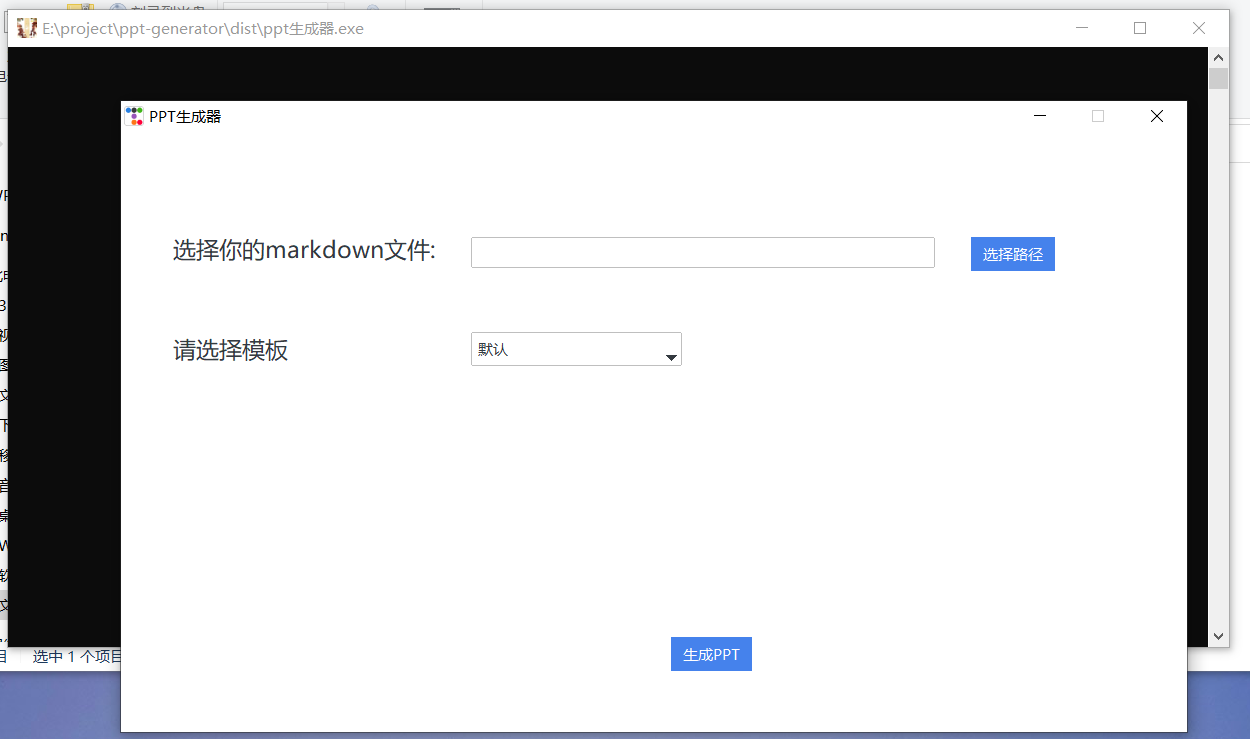 E:\project\ppt-generator\dist\ppt生成器.exe
PPT生成器
选择你的markdown文件:
选择路径
请选择模板
默认
生成PPT
选中 1 个项目